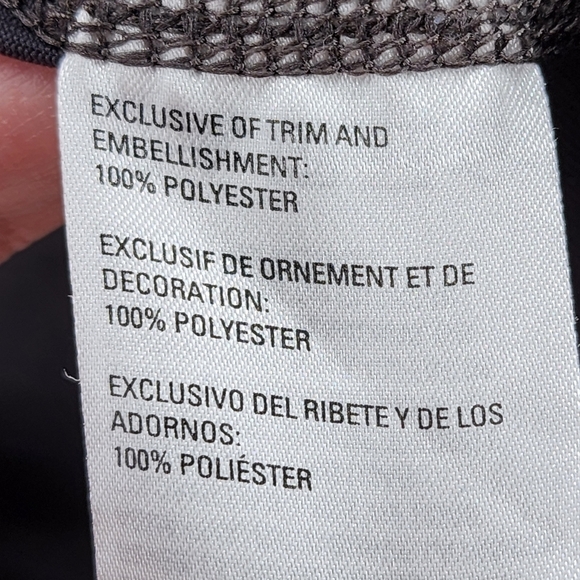 EXCLUSIVE OF TRIM AND
EMBELLISHMENT:
100% POLYESTER
EXCLUSIF DE ORNEMENT ET DE
DECORATION:
100% POLYESTER
EXCLUSIVO DEL RIBETE Y DE LOS
ADORNOS:
100% POLIÉSTER